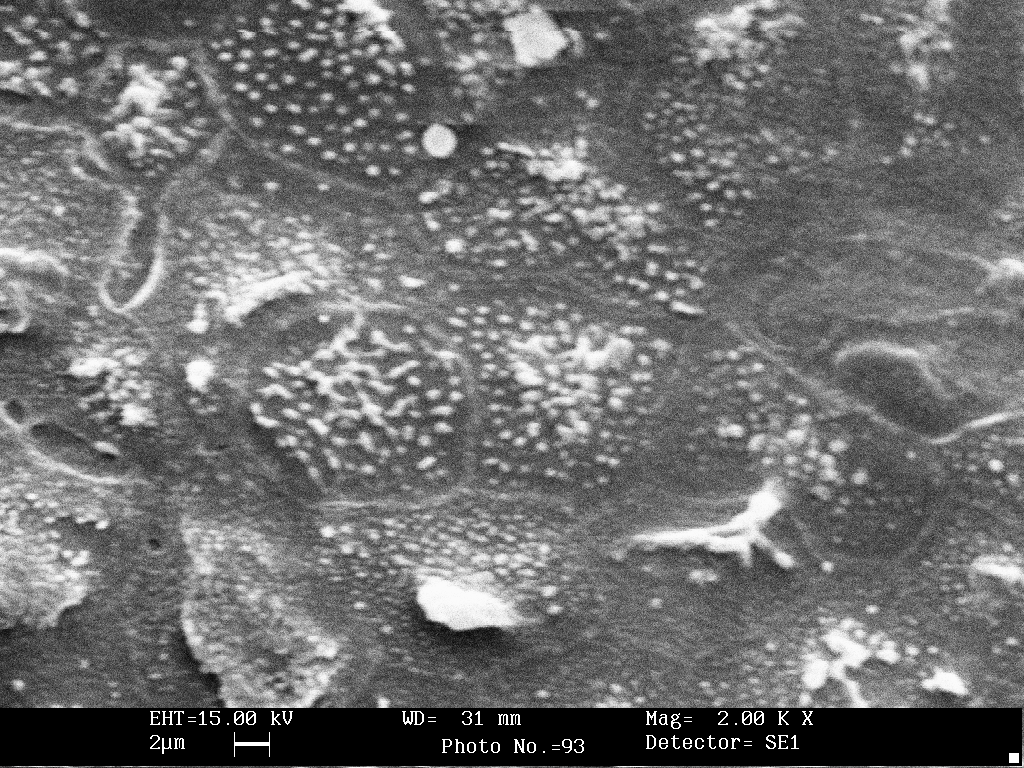 EHT=15.00 kV WD= 31 mm Mag= 2.00 K X
2µm Photo No.=93 Detector= SE1